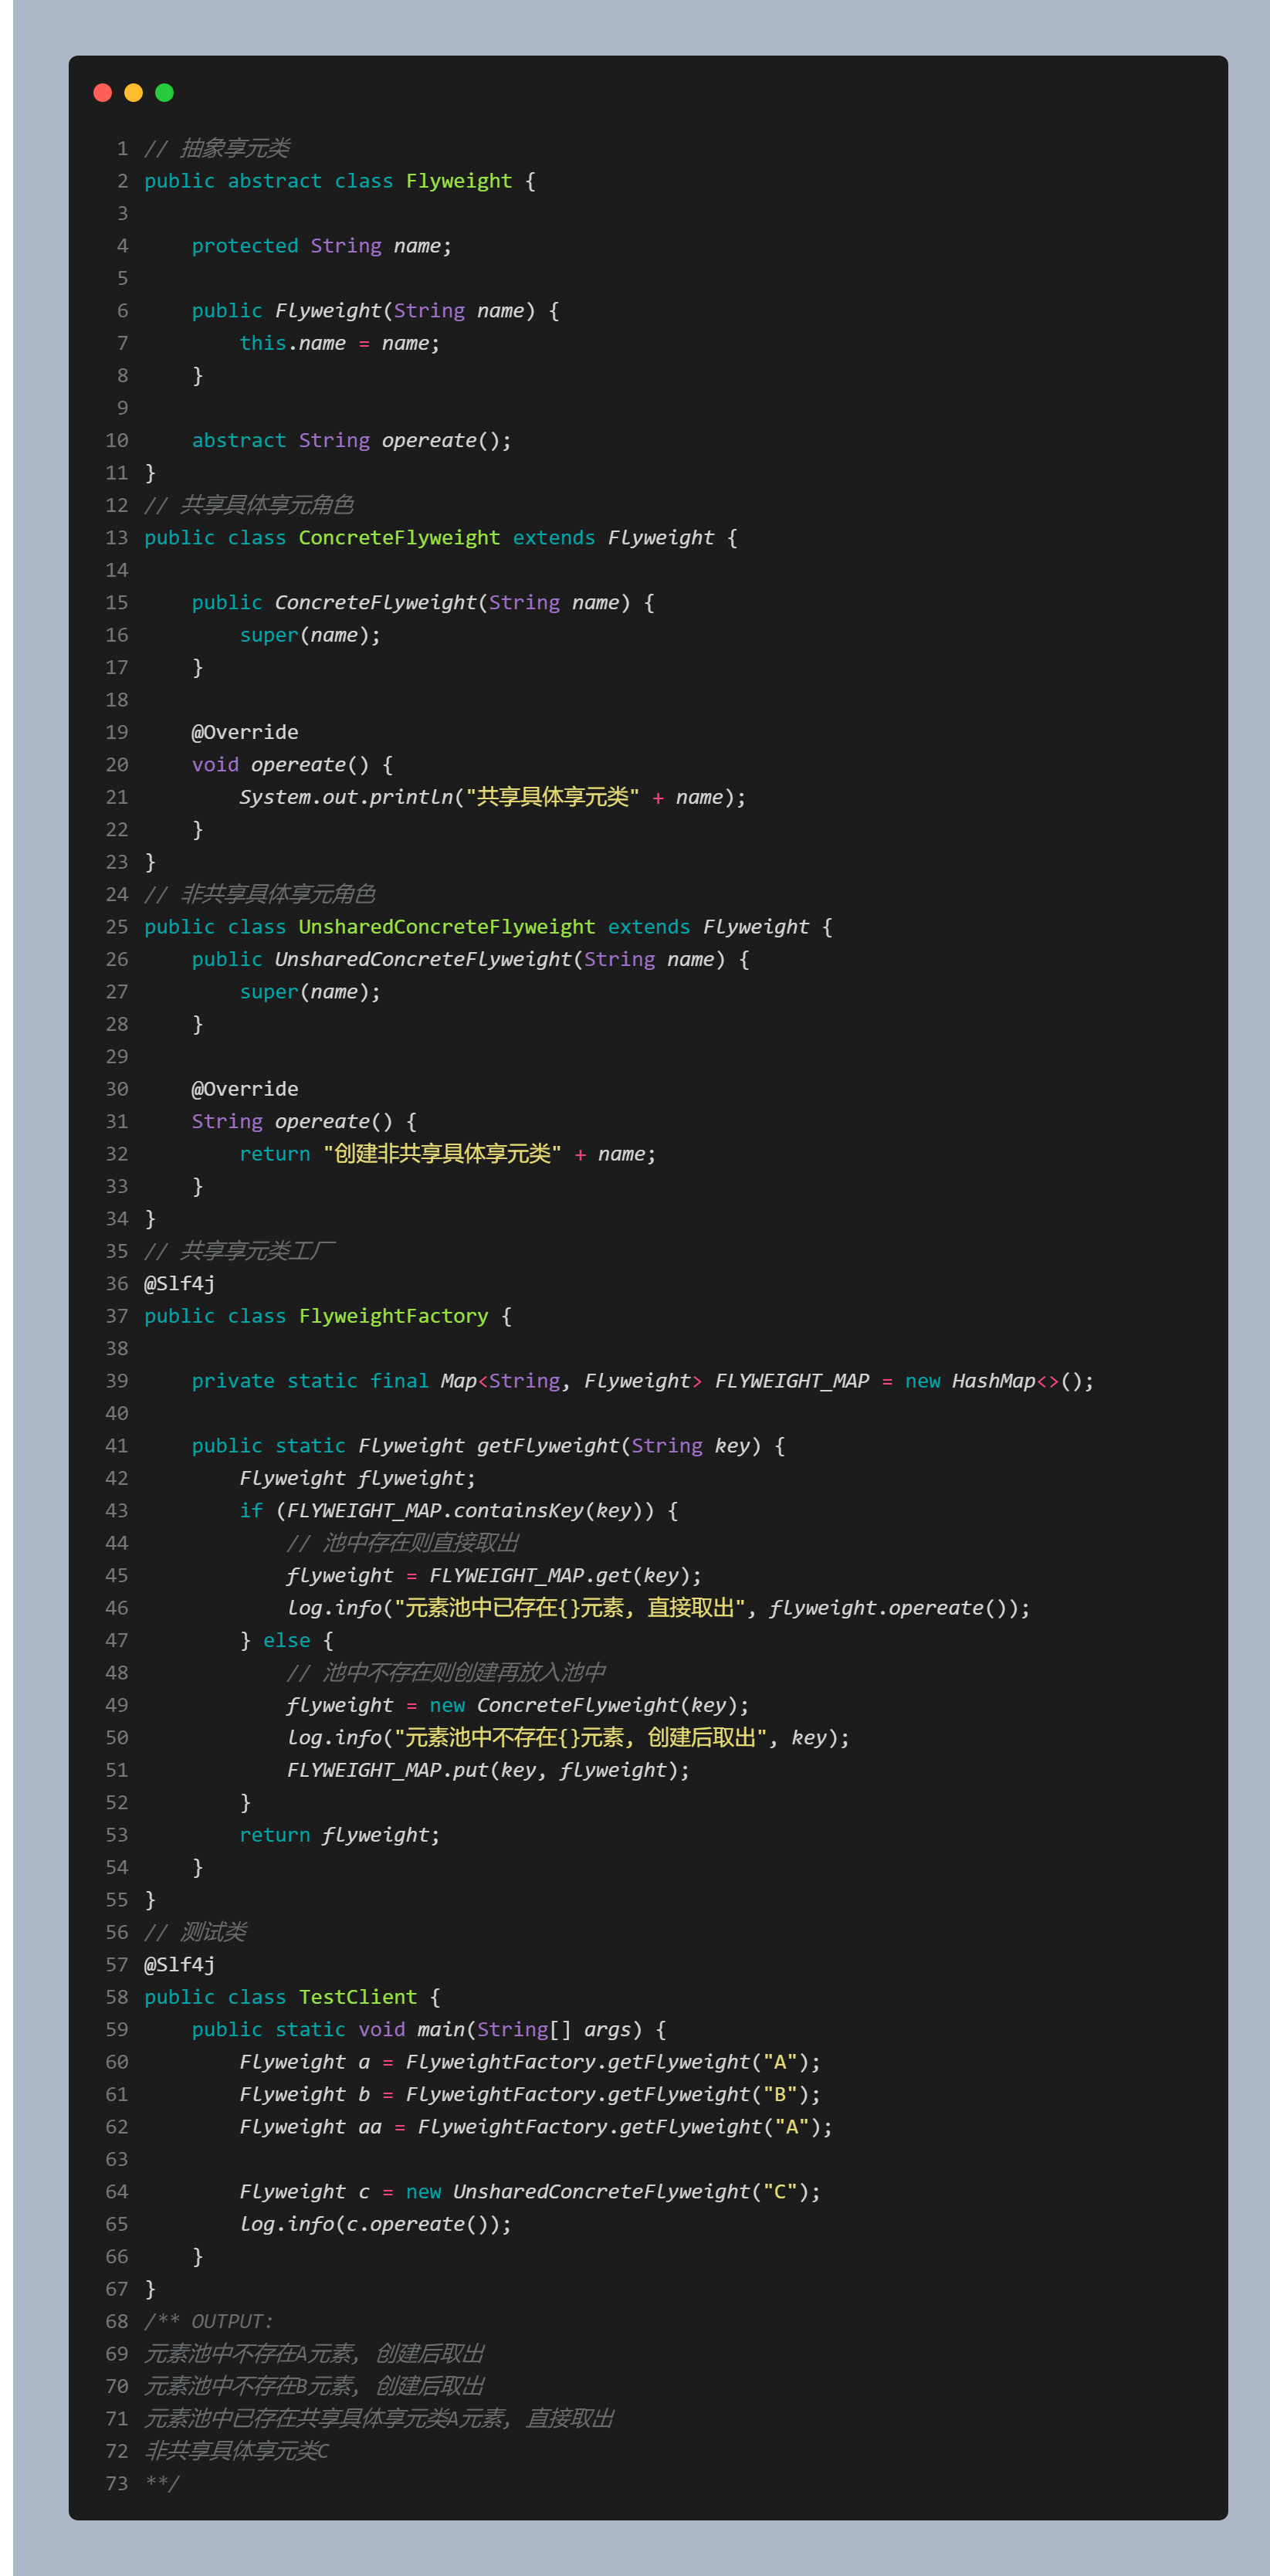 1 // 抽象享元类
2 public abstract class Flyweight {
3
4     protected String name;
5
6     public Flyweight(String name) {
7         this.name = name;
8     }
9
10     abstract String opereate();
11 }
12 // 共享具体享元角色
13 public class ConcreteFlyweight extends Flyweight {
14
15     public ConcreteFlyweight(String name) {
16         super(name);
17     }
18
19     @Override
20     void opereate() {
21         System.out.println("共享具体享元类" + name);
22     }
23 }
24 // 非共享具体享元角色
25 public class UnsharedConcreteFlyweight extends Flyweight {
26     public UnsharedConcreteFlyweight(String name) {
27         super(name);
28     }
29
30     @Override
31     String opereate() {
32         return "创建非共享具体享元类" + name;
33     }
34 }
35 // 共享享元类工厂
36 @Slf4j
37 public class FlyweightFactory {
38
39     private static final Map<String, Flyweight> FLYWEIGHT_MAP = new HashMap<>();
40
41     public static Flyweight getFlyweight(String key) {
42         Flyweight flyweight;
43         if (FLYWEIGHT_MAP.containsKey(key)) {
44             // 池中存在则直接取出
45             flyweight = FLYWEIGHT_MAP.get(key);
46             log.info("元素池中已存在{}元素, 直接取出", flyweight.opereate());
47         } else {
48             // 池中不存在则创建再放入池中
49             flyweight = new ConcreteFlyweight(key);
50             log.info("元素池中不存在{}元素, 创建后取出", key);
51             FLYWEIGHT_MAP.put(key, flyweight);
52         }
53         return flyweight;
54     }
55 }
56 // 测试类
57 @Slf4j
58 public class TestClient {
59     public static void main(String[] args) {
60         Flyweight a = FlyweightFactory.getFlyweight("A");
61         Flyweight b = FlyweightFactory.getFlyweight("B");
62         Flyweight aa = FlyweightFactory.getFlyweight("A");
63
64         Flyweight c = new UnsharedConcreteFlyweight("C");
65         log.info(c.opereate());
66     }
67 }
68 /** OUTPUT:
69 元素池中不存在A元素, 创建后取出
70 元素池中不存在B元素, 创建后取出
71 元素池中已存在共享具体享元类A元素, 直接取出
72 非共享具体享元类C
73 **/